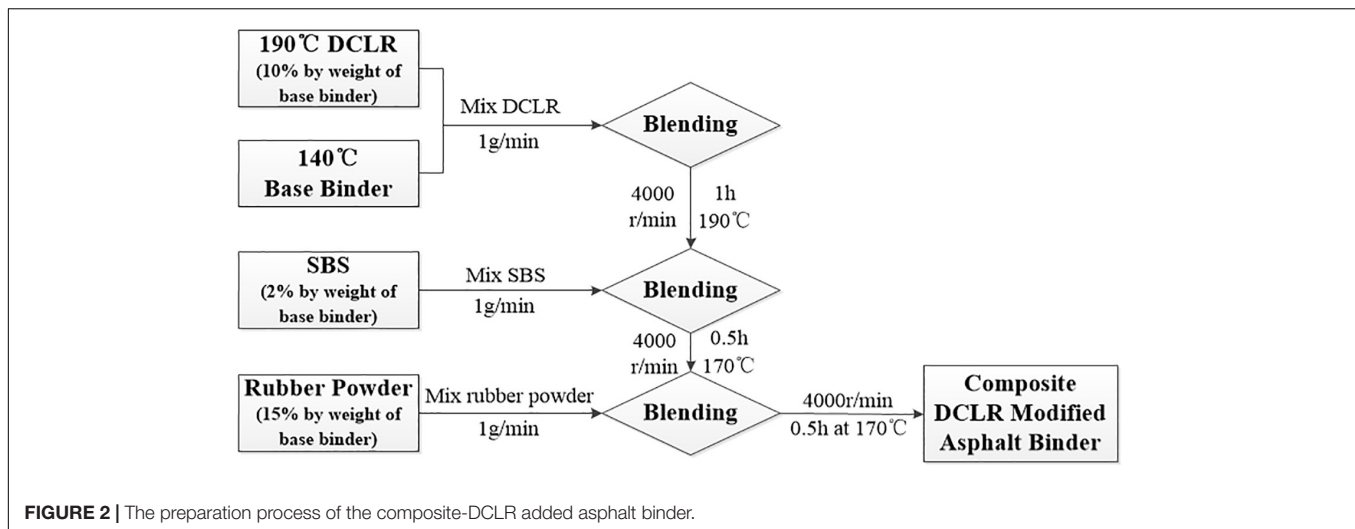 190℃ DCLR
(10% by weight of
base binder)
Mix DCLR
1g/min
Blending
140℃
Base Binder
4000
r/min
1h
190℃
SBS
(2% by weight of
base binder)
Mix SBS
1g/min
Blending
4000
r/min
0.5h
170℃
Rubber Powder
(15% by weight of
base binder)
Mix rubber powder
1g/min
Blending
4000r/min
0.5h at 170℃
Composite
DCLR Modified
Asphalt Binder
FIGURE 2 | The preparation process of the composite-DCLR added asphalt binder.